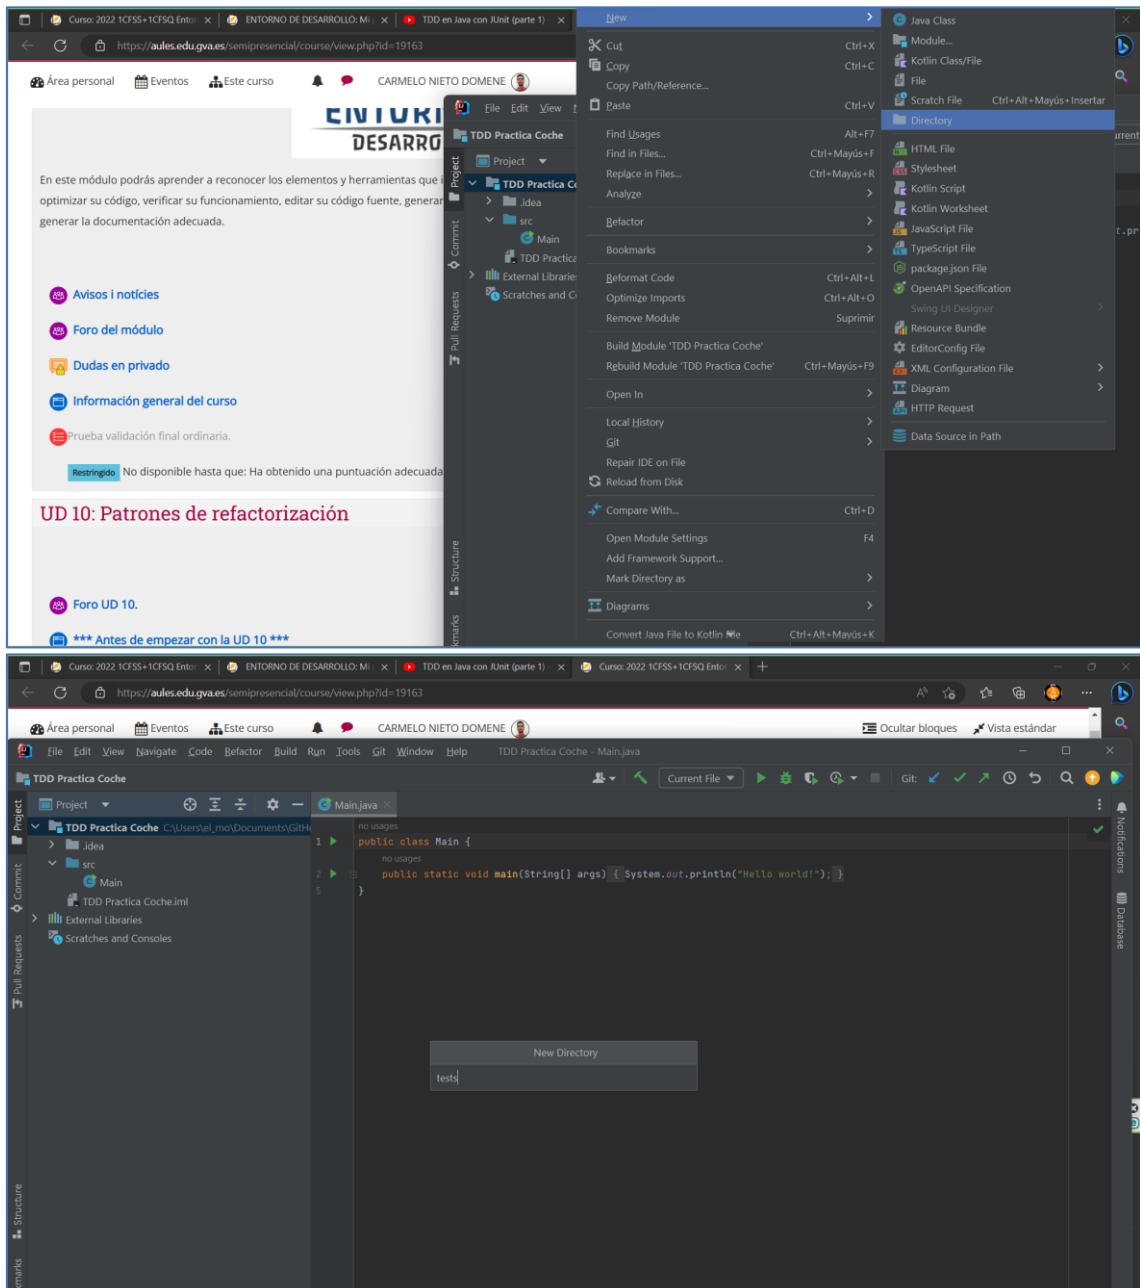 Curso: 2022 1CFSS+1CFSQ Entor
ENTORNO DE DESARROLLO: Mi
TDD en Java con JUnit (parte 1)
https://aules.edu.gva.es/semipresencial/course/view.php?id=19163
Área personal
Eventos
Este curso
CARMELO NIETO DOMENE
DESARRO
En este módulo podrás aprender a reconocer los elementos y herramientas que i
optimizar su código, verificar su funcionamiento, editar su código fuente, generar
generar la documentación adecuada.
Avisos i notícies
Foro del módulo
Dudas en privado
Información general del curso
Prueba validación final ordinaria.
Restringido No disponible hasta que: Ha obtenido una puntuación adecuada
UD 10: Patrones de refactorización
Foro UD 10.
*** Antes de empezar con la UD 10 ***
File Edit View
TDD Practica Coche
Project
TDD Practica Co
.idea
src
Main
TDD Practica
External Librarie
Scratches and C
Project
Commit
Pull Requests
Structure
New
Cut Ctrl+X
Copy Ctrl+C
Copy Path/Reference...
Paste Ctrl+V
Find Usages Alt+F7
Find in Files... Ctrl+Mayús+F
Replace in Files... Ctrl+Mayús+R
Analyze
Refactor
Bookmarks
Reformat Code Ctrl+Alt+L
Optimize Imports Ctrl+Alt+O
Remove Module Suprimir
Build Module 'TDD Practica Coche'
Rebuild Module 'TDD Practica Coche' Ctrl+Mayús+F9
Open In
Local History
Git
Repair IDE on File
Reload from Disk
Compare With... Ctrl+D
Open Module Settings F4
Add Framework Support...
Mark Directory as
Diagrams
Convert Java File to Kotlin File Ctrl+Alt+Mayús+K
Java Class
Module...
Kotlin Class/File
File
Scratch File Ctrl+Alt+Mayús+Insertar
Directory
HTML File
Stylesheet
Kotlin Script
Kotlin Worksheet
JavaScript File
TypeScript File
package.json File
OpenAPI Specification
Swing UI Designer
Resource Bundle
EditorConfig File
XML Configuration File
Diagram
HTTP Request
Data Source in Path
Curso: 2022 1CFSS+1CFSQ Entor
ENTORNO DE DESARROLLO: Mi
TDD en Java con JUnit (parte 1)
Curso: 2022 1CFSS+1CFSQ Entor
https://aules.edu.gva.es/semipresencial/course/view.php?id=19163
Área personal
Eventos
Este curso
CARMELO NIETO DOMENE
Ocultar bloques
Vista estándar
File Edit View Navigate Code Refactor Build Run Tools Git Window Help TDD Practica Coche - Main.java
TDD Practica Coche
Current File
Git:
Project
Main.java
TDD Practica Coche C:\Users\el_mo\Documents\GitH
.idea
src
Main
TDD Practica Coche.iml
External Libraries
Scratches and Consoles
no usages
1 public class Main {
no usages
2 public static void main(String[] args) { System.out.println("Hello world!"); }
5 }
New Directory
tests
Project
Commit
Pull Requests
Structure
Notifications
Database